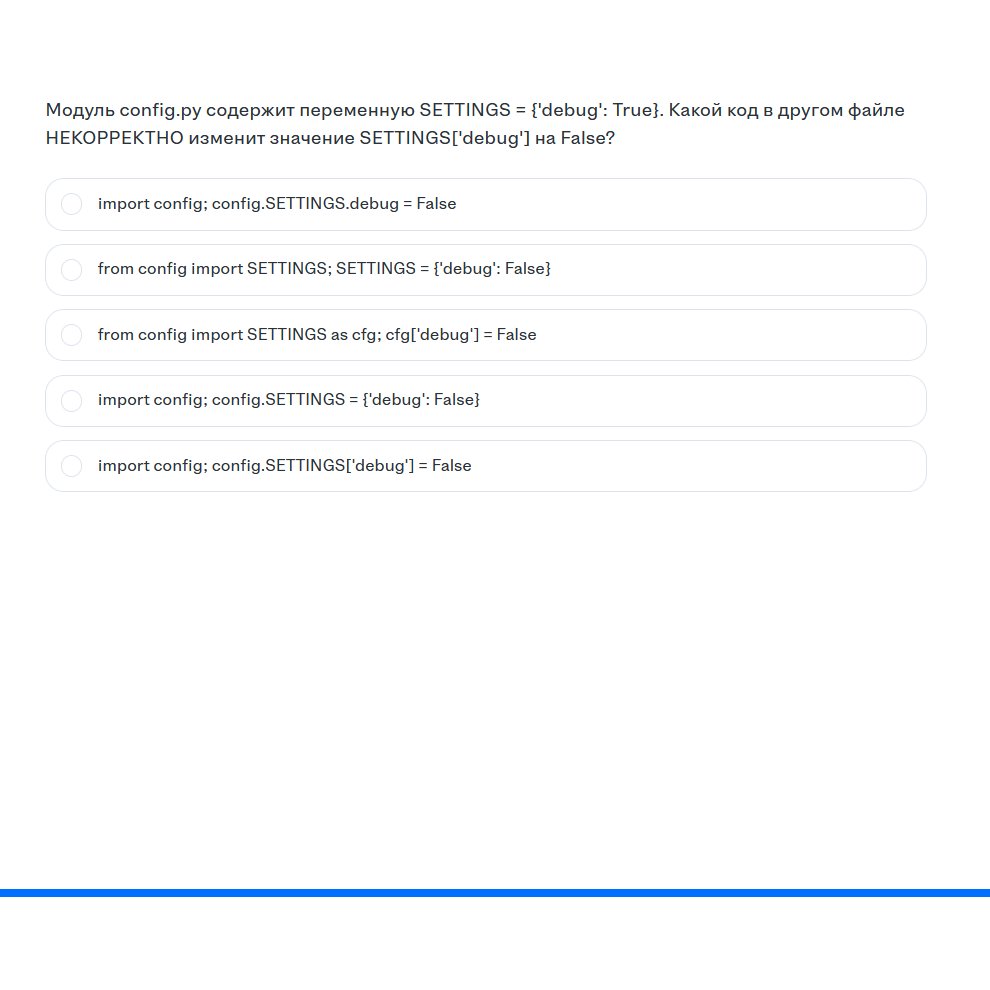 Модуль config.py содержит переменную SETTINGS = {'debug': True}. Какой код в другом файле
НЕКОРРЕКТНО изменит значение SETTINGS['debug'] на False?
import config; config.SETTINGS.debug = False
from config import SETTINGS; SETTINGS = {'debug': False}
from config import SETTINGS as cfg; cfg['debug'] = False
import config; config.SETTINGS = {'debug': False}
import config; config.SETTINGS['debug'] = False